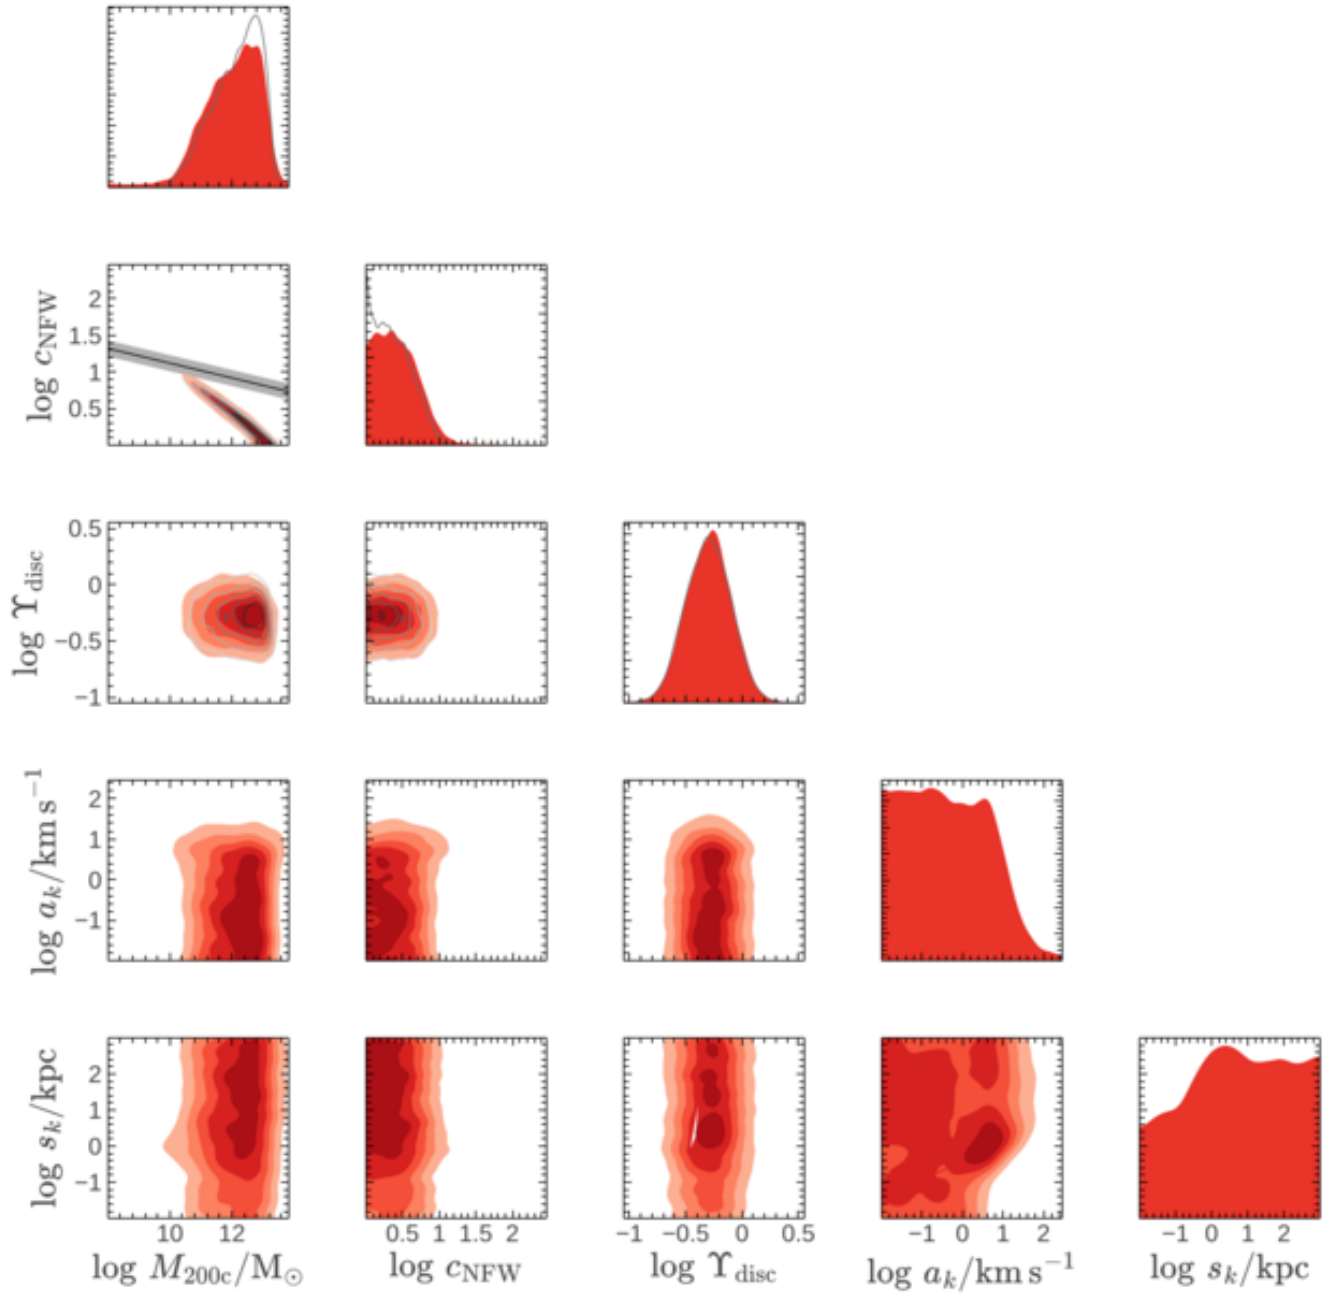 log c_NFW
2
1.5
1
0.5
log ϒ_disc
0.5
0
−0.5
−1
log a_k/km s⁻¹
2
1
0
−1
log s_k/kpc
2
1
0
−1
10 12
0.5 1 1.5 2
−1 −0.5 0 0.5
−1 0 1 2
−1 0 1 2
log M_200c/M_⊙
log c_NFW
log ϒ_disc
log a_k/km s⁻¹
log s_k/kpc